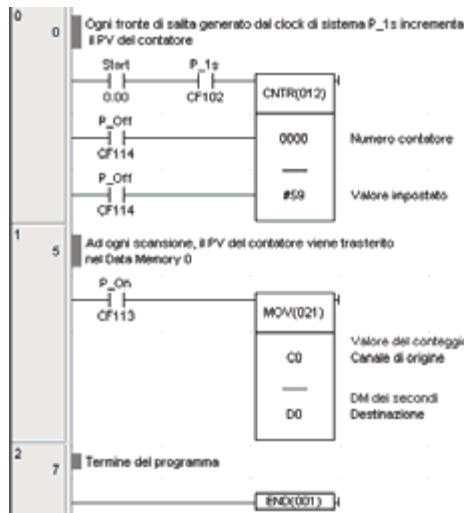 0
0
Ogni fronte di salita generato dal clock di sistema P_1s incrementa
il PV del contatore
Start
P_1s
0.00
CF102
CNTR(012)
P_Off
CF114
0000
Numero contatore
P_Off
CF114
#59
Valore impostato
1
5
Ad ogni scansione, il PV del contatore viene trasferito
nel Data Memory 0
P_On
CF113
MOV(021)
Valore del conteggi
C0
Canale di origine
DM dei secondi
D0
Destinazione
2
7
Termine del programma
END(001)